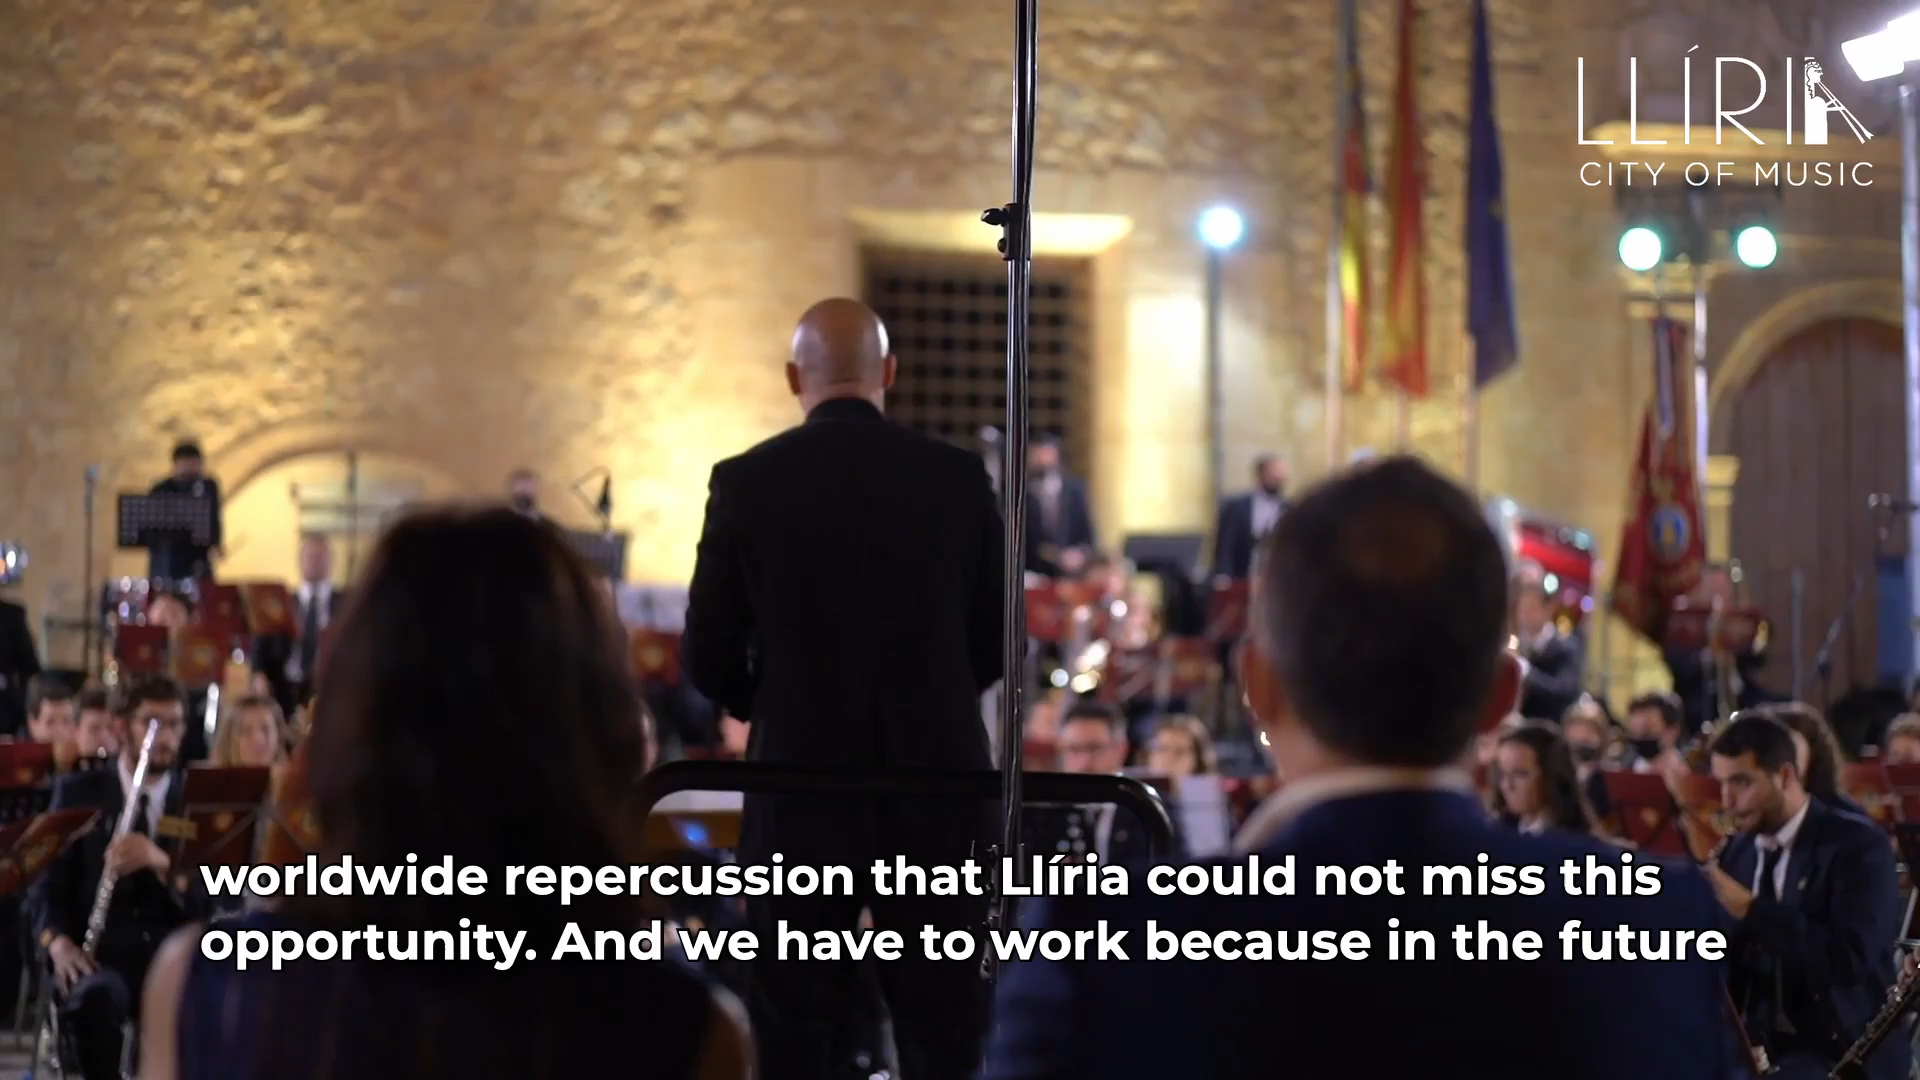 LLÍRIA
CITY OF MUSIC
worldwide repercussion that Llíria could not miss this
opportunity. And we have to work because in the future